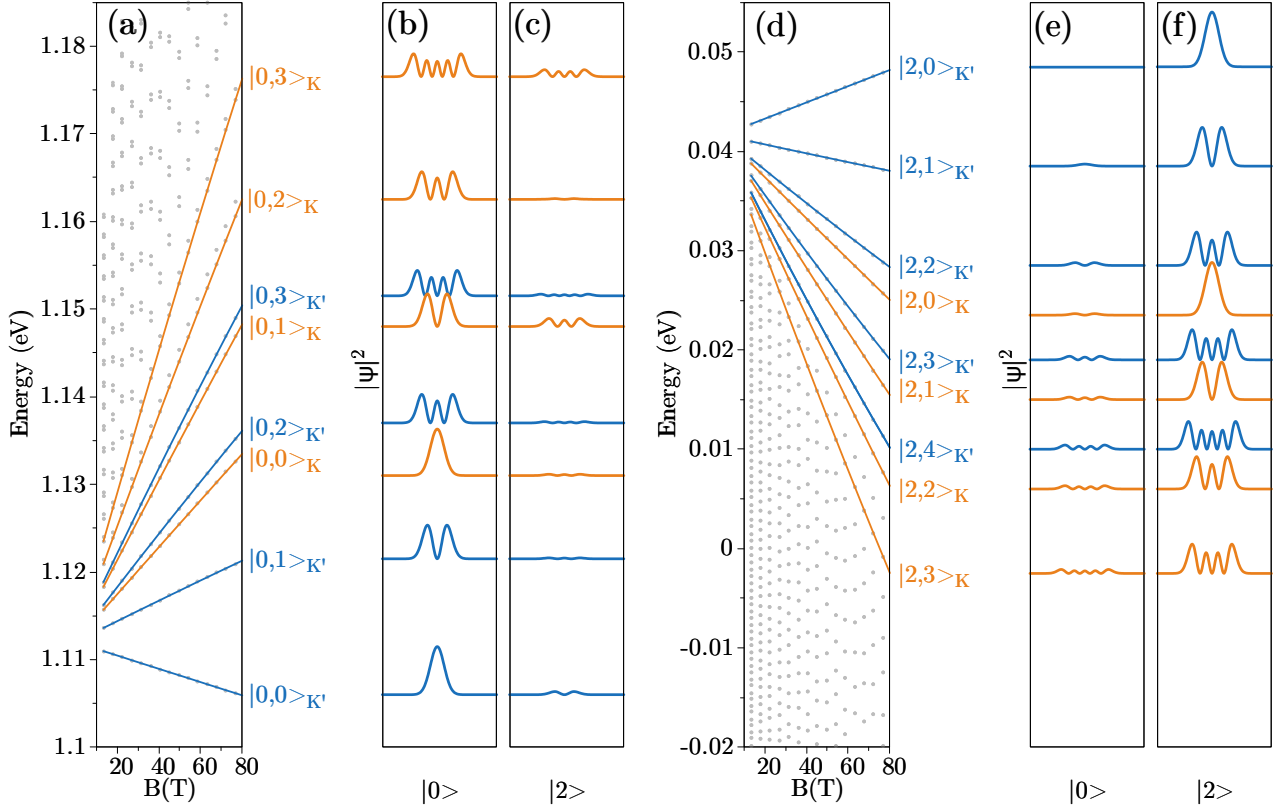 (a)
1.18
1.17
1.16
1.15
1.14
1.13
1.12
1.11
1.1
Energy (eV)
20 40 60 80
B(T)
|0,3>K
|0,2>K
|0,3>K'
|0,1>K
|0,2>K'
|0,0>K
|0,1>K'
|0,0>K'
(b)
|Ψ|²
|0>
(c)
|2>
(d)
0.05
0.04
0.03
0.02
0.01
0
-0.01
-0.02
Energy (eV)
20 40 60 80
B(T)
|2,0>K'
|2,1>K'
|2,2>K'
|2,0>K
|2,3>K'
|2,1>K
|2,4>K'
|2,2>K
|2,3>K
(e)
|Ψ|²
|0>
(f)
|2>